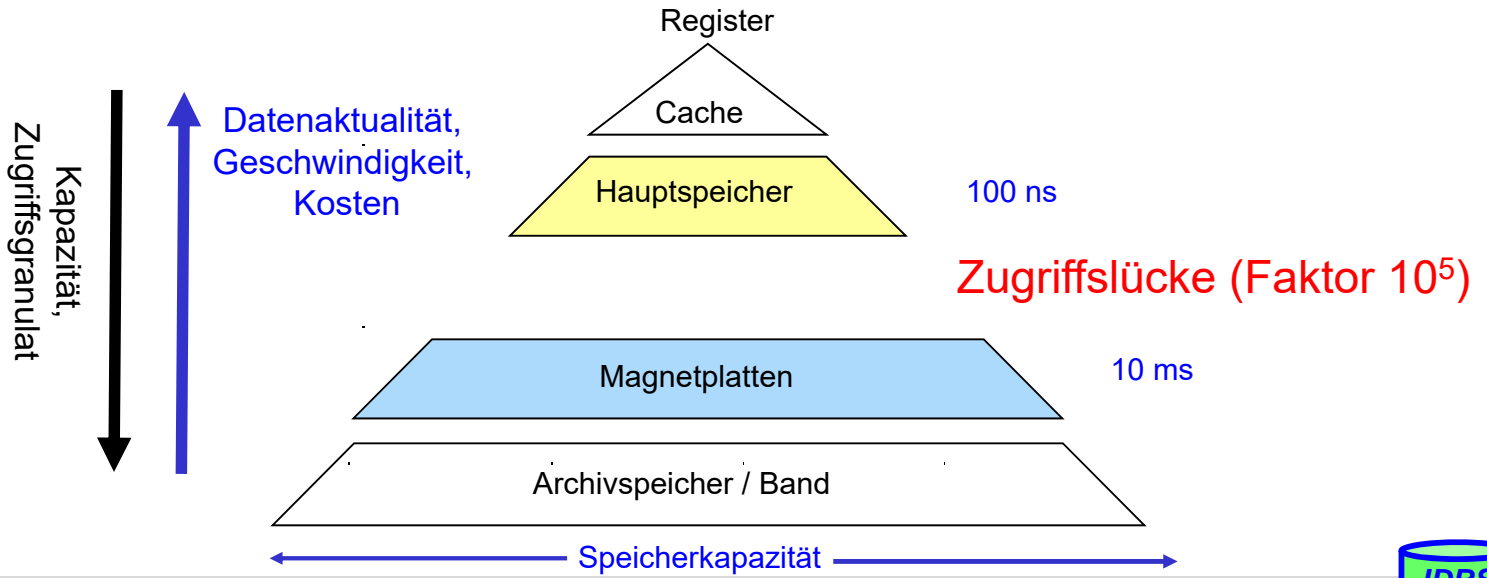 Register
Cache
Datenaktualität,
Geschwindigkeit,
Kosten
Kapazität,
Zugriffsgranulat
Hauptspeicher
100 ns
Zugriffslücke (Faktor 10⁵)
Magnetplatten
10 ms
Archivspeicher / Band
Speicherkapazität